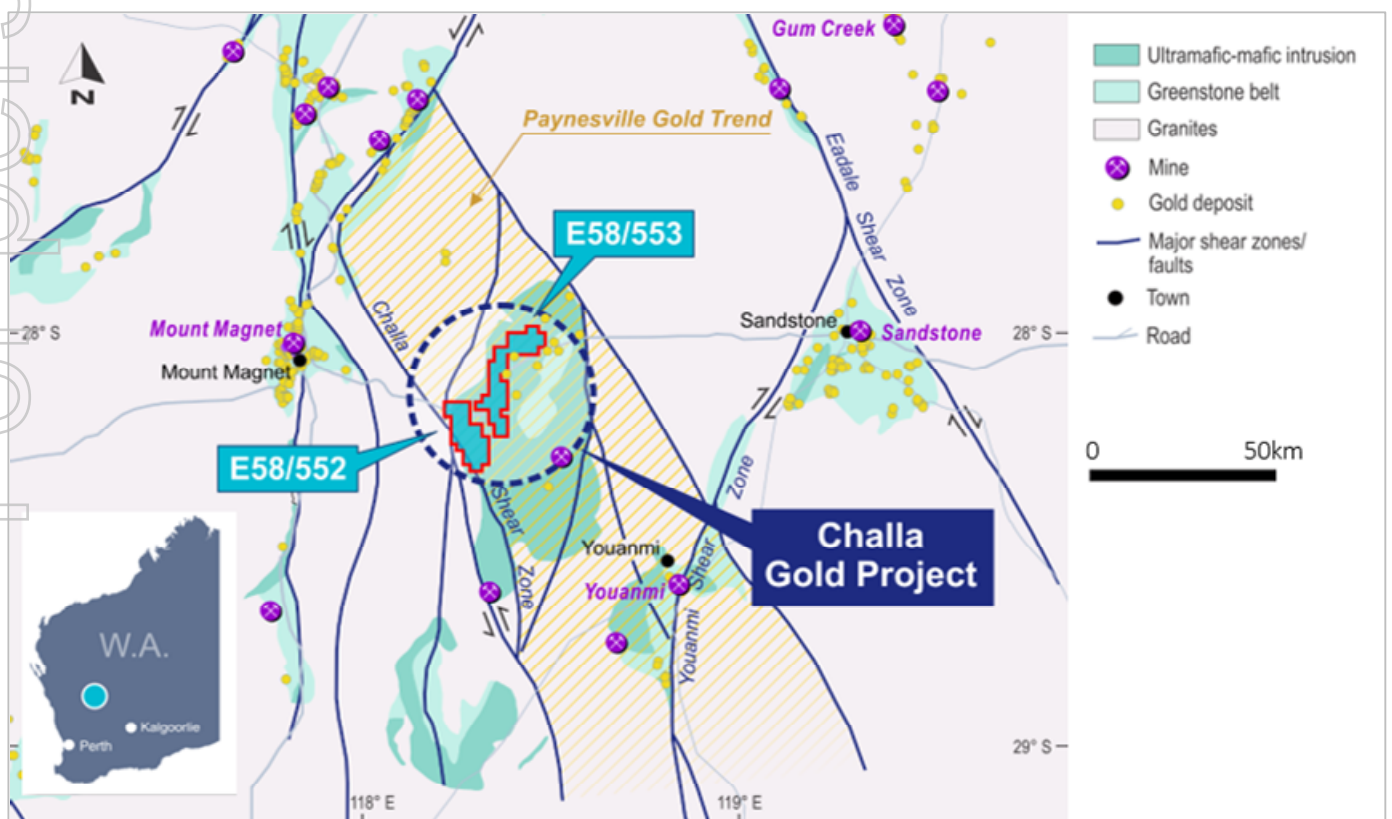 Gum Creek
Paynesville Gold Trend
Eadale
Shear
Zone
E58/553
Challa
28° S
Mount Magnet
Mount Magnet
Sandstone
Sandstone
28° S
E58/552
Shear
Zone
Zone
Shear
Youanmi
Youanmi
Youanmi
Challa
Gold Project
W.A.
Kalgoorlie
Perth
118° E
119° E
29° S
N
Ultramafic-mafic intrusion
Greenstone belt
Granites
Mine
Gold deposit
Major shear zones/
faults
Town
Road
0 50km